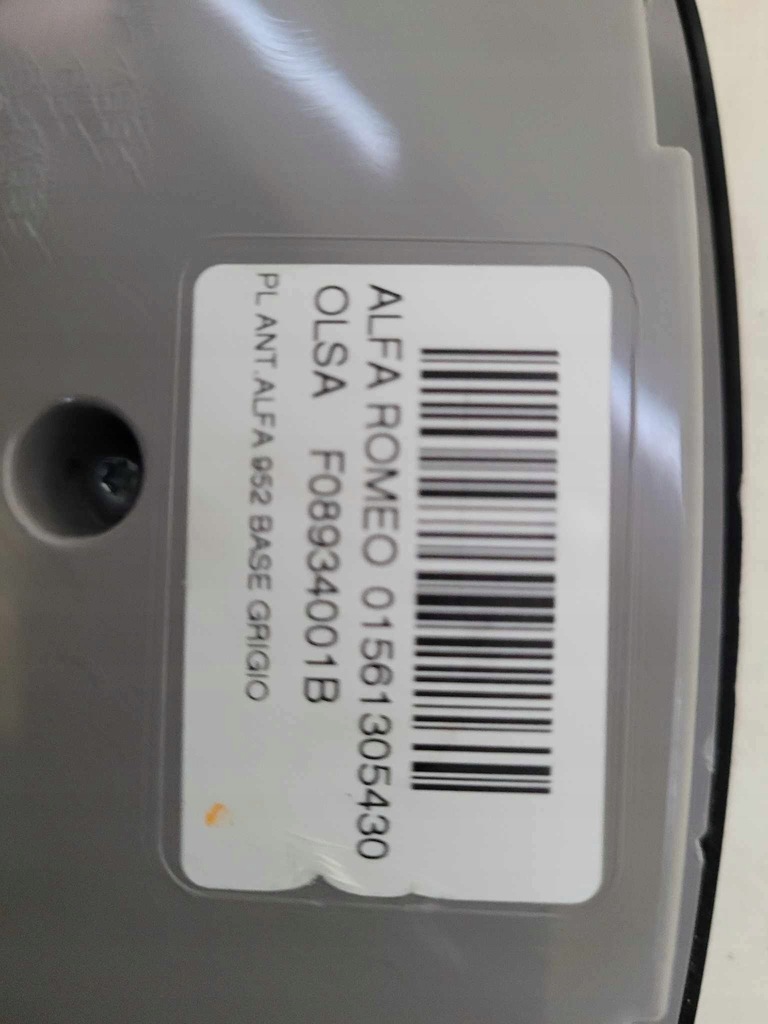 ALFA ROMEO 01561305430
OLSA F08934001B
PL ANT.ALFA 952 BASE GRIGIO